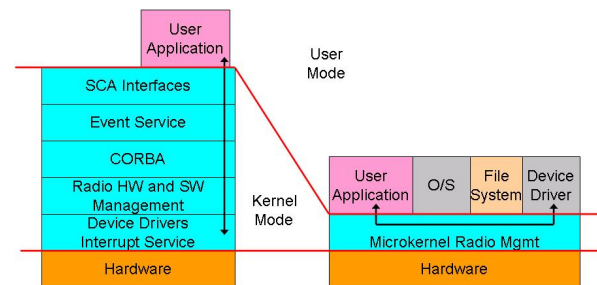 User
Application
User
Mode
SCA Interfaces
Event Service
CORBA
Radio HW and SW
Management
Device Drivers
Interrupt Service
Hardware
Kernel
Mode
User
Application
O/S
File
System
Device
Driver
Microkernel Radio Mgmt
Hardware